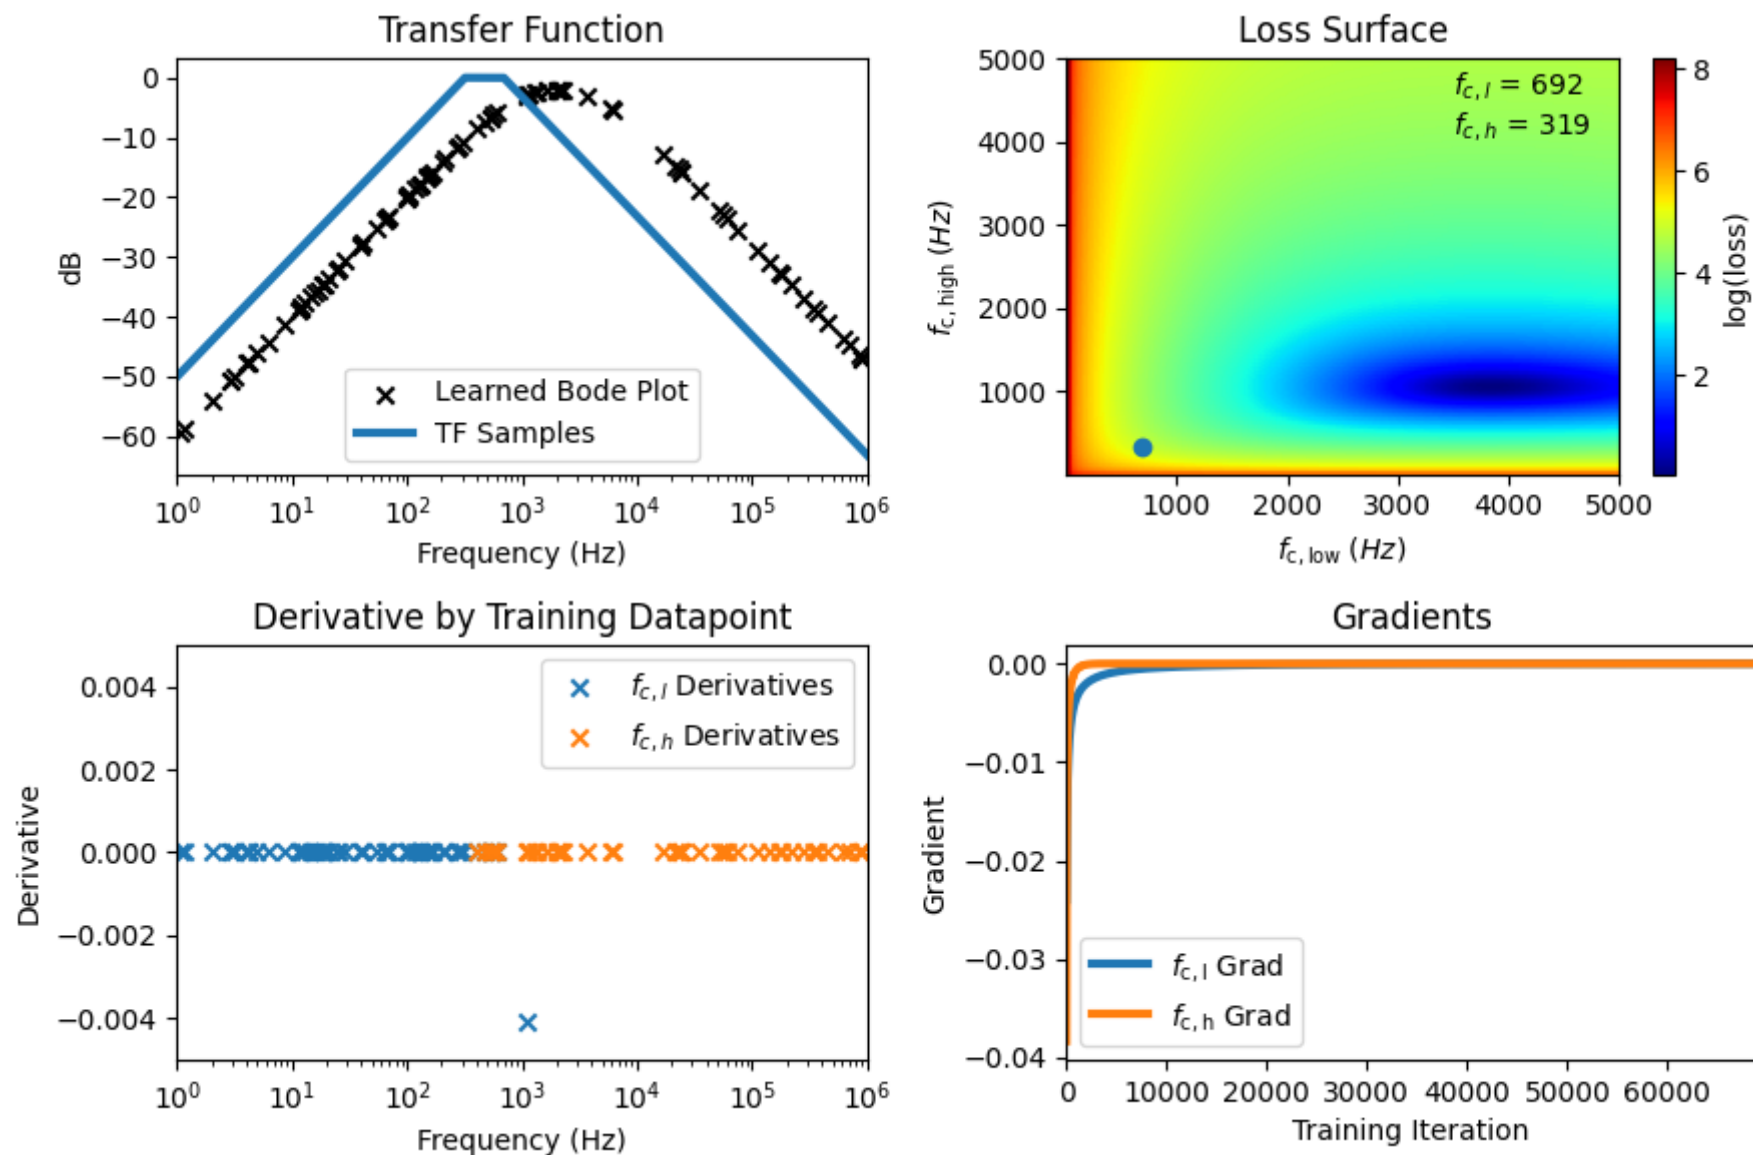 Transfer Function
0
−10
−20
−30
−40
−50
−60
dB
Learned Bode Plot
TF Samples
10^0 10^1 10^2 10^3 10^4 10^5 10^6
Frequency (Hz)
Loss Surface
5000
4000
3000
2000
1000
f_c, high (Hz)
f_c, l = 692
f_c, h = 319
1000 2000 3000 4000 5000
f_c, low (Hz)
8
6
4
2
log(loss)
Derivative by Training Datapoint
0.004
0.002
0.000
−0.002
−0.004
Derivative
f_c, l Derivatives
f_c, h Derivatives
10^0 10^1 10^2 10^3 10^4 10^5 10^6
Frequency (Hz)
Gradients
0.00
−0.01
−0.02
−0.03
−0.04
Gradient
f_c, l Grad
f_c, h Grad
0 10000 20000 30000 40000 50000 60000
Training Iteration